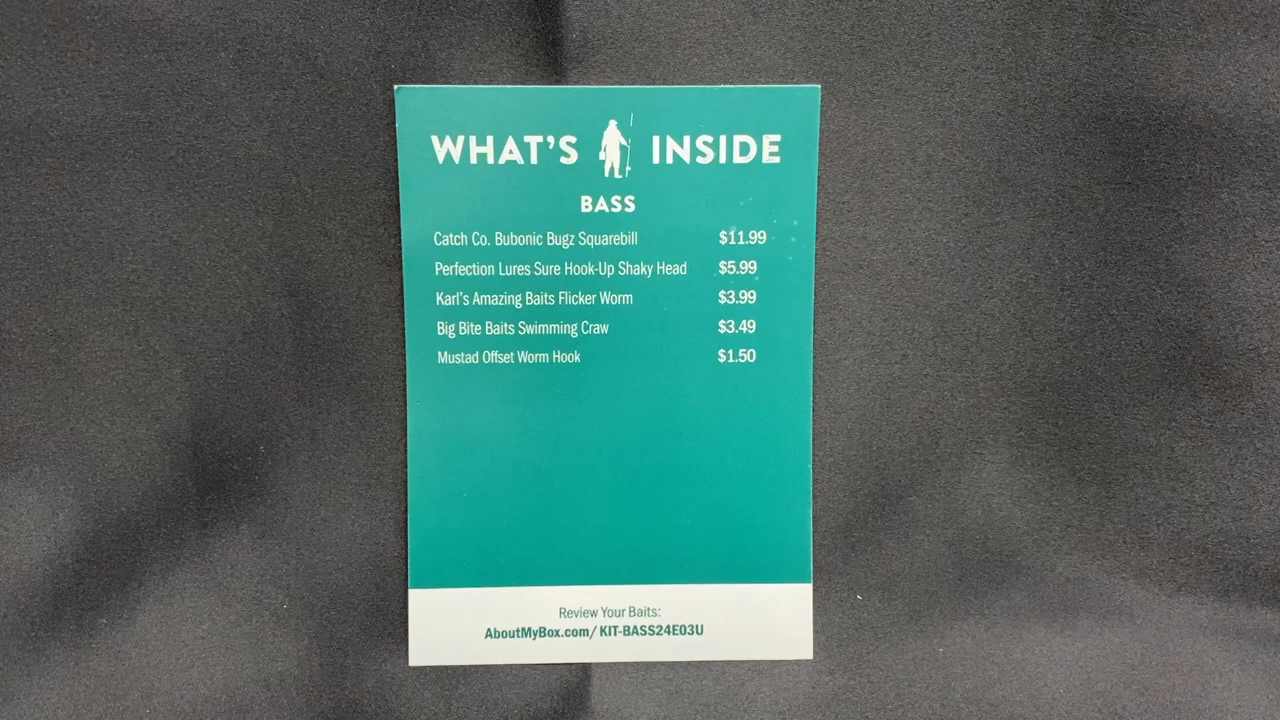 WHAT'S INSIDE
BASS
Catch Co. Bubonic Bugz Squarebill $11.99
Perfection Lures Sure Hook-Up Shaky Head $5.99
Karl's Amazing Baits Flicker Worm $3.99
Big Bite Baits Swimming Craw $3.49
Mustad Offset Worm Hook $1.50
Review Your Baits:
AboutMyBox.com/ KIT-BASS24E03U